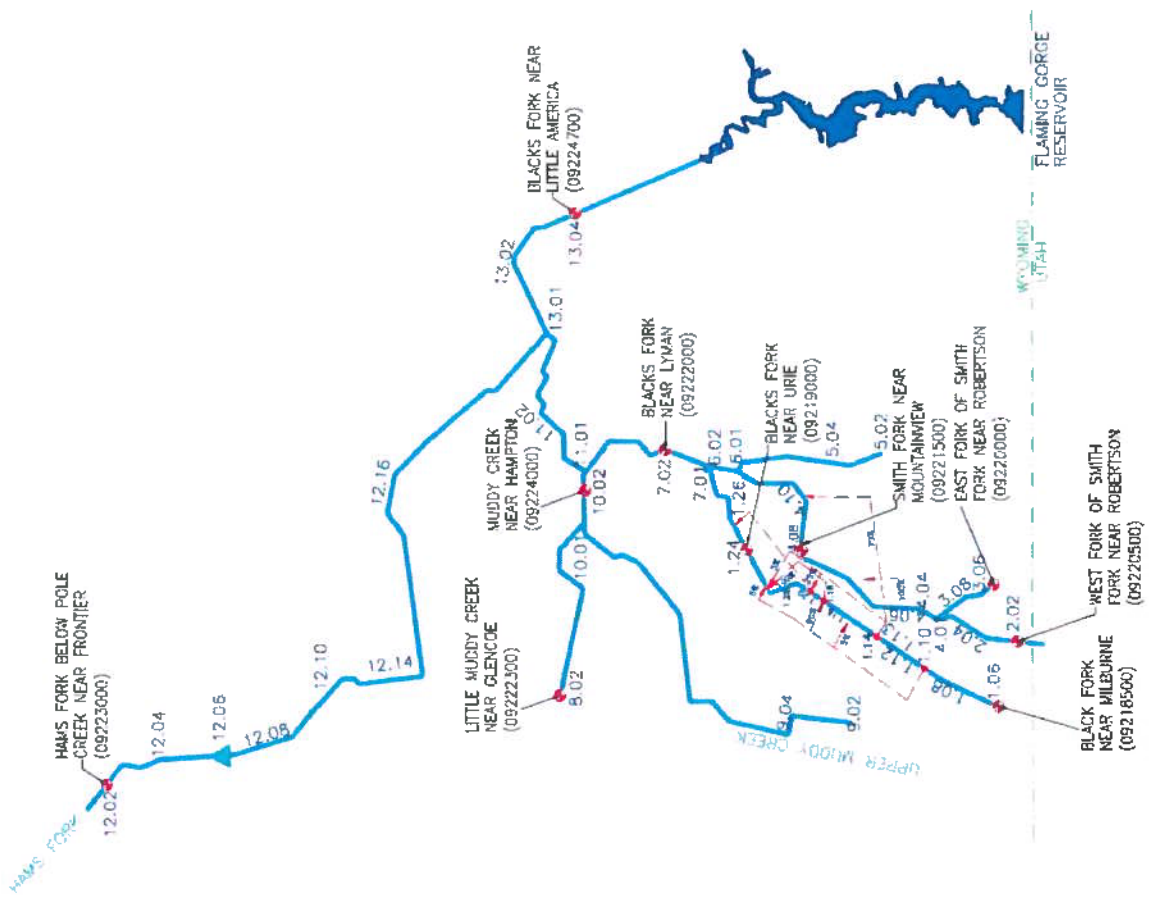 HAMS FORK
HAMS FORK BELOW POLE
CREEK NEAR FRONTIER
(09223000)
12.02
12.04
12.06
12.08
12.10
12.14
12.16
BLACKS FORK NEAR
LITTLE AMERICA
(09224700)
13.02
13.04
13.01
11.02
MUDDY CREEK
NEAR HAMPTON
(09224000)
11.01
10.02
10.01
LITTLE MUDDY CREEK
NEAR GLENCOE
(09222300)
8.02
BLACKS FORK
NEAR LYMAN
(09222000)
7.02
7.01
6.02
5.04
5.02
BLACKS FORK
NEAR URIE
(09219000)
1.26
1.24
SMITH FORK NEAR
MOUNTAINVIEW
(09221500)
EAST FORK OF SMITH
FORK NEAR ROBERTSON
(09220000)
9.04
9.02
UPPER MUDDY CREEK
1.14
1.12
1.10
1.08
1.06
4.04
3.08
3.06
2.04
2.02
BLACK FORK
NEAR MILBURNE
(09218500)
WEST FORK OF SMITH
FORK NEAR ROBERTSON
(09220500)
WYOMING
UTAH
FLAMING GORGE
RESERVOIR